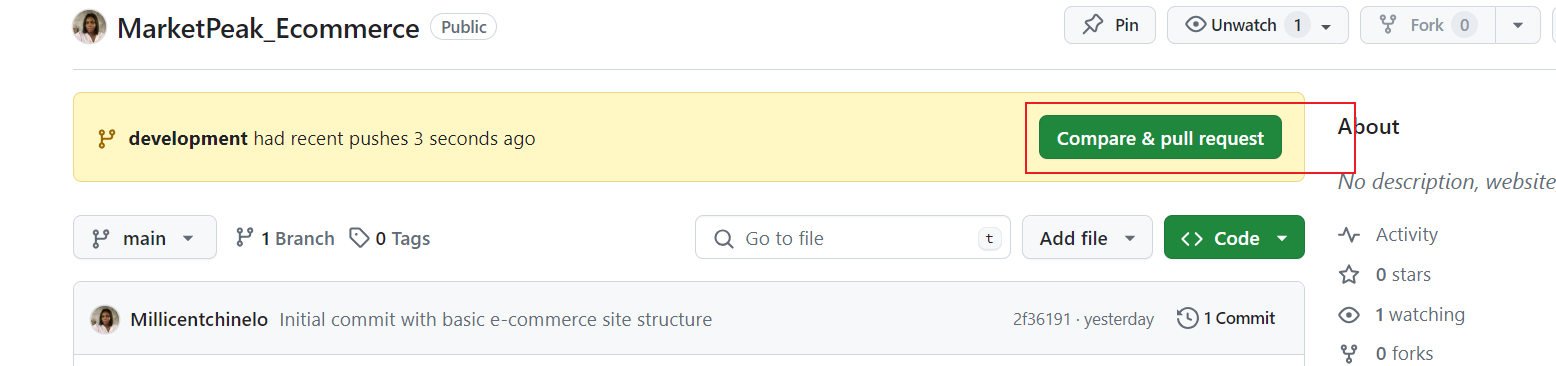 MarketPeak_Ecommerce Public Pin Unwatch 1 Fork 0
development had recent pushes 3 seconds ago Compare & pull request
About
No description, website,
main 1 Branch 0 Tags Go to file t Add file Code
Activity
0 stars
Millicentchinelo Initial commit with basic e-commerce site structure 2f36191 · yesterday 1 Commit
1 watching
0 forks